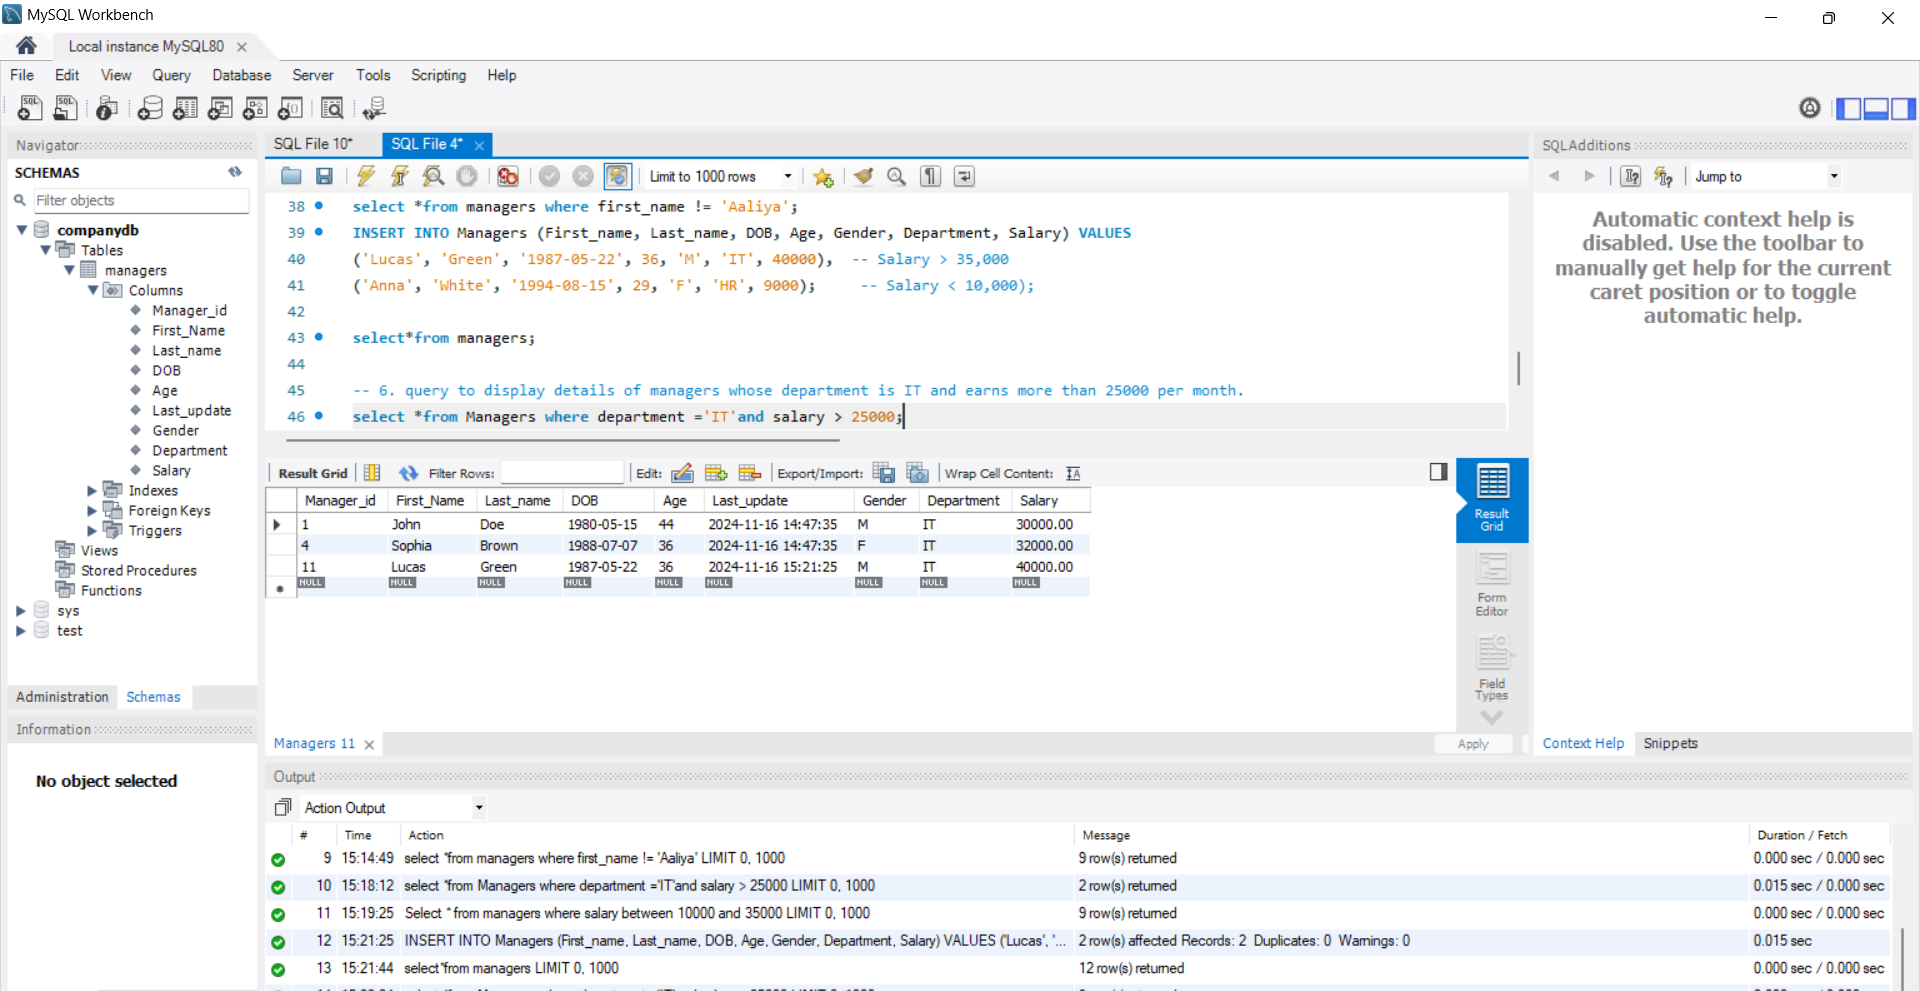 MySQL Workbench
Local instance MySQL80
File Edit View Query Database Server Tools Scripting Help
Navigator
SCHEMAS
Filter objects
companydb
Tables
managers
Columns
Manager_id
First_Name
Last_name
DOB
Age
Last_update
Gender
Department
Salary
Indexes
Foreign Keys
Triggers
Views
Stored Procedures
Functions
sys
test
Administration Schemas
Information
No object selected
SQL File 10* SQL File 4*
Limit to 1000 rows
38 select *from managers where first_name != 'Aaliya';
39 INSERT INTO Managers (First_name, Last_name, DOB, Age, Gender, Department, Salary) VALUES
40 ('Lucas', 'Green', '1987-05-22', 36, 'M', 'IT', 40000), -- Salary > 35,000
41 ('Anna', 'White', '1994-08-15', 29, 'F', 'HR', 9000); -- Salary < 10,000);
42
43 select*from managers;
44
45 -- 6. query to display details of managers whose department is IT and earns more than 25000 per month.
46 select *from Managers where department ='IT'and salary > 25000;
Result Grid Filter Rows: Edit: Export/Import: Wrap Cell Content:
Manager_id First_Name Last_name DOB Age Last_update Gender Department Salary
1 John Doe 1980-05-15 44 2024-11-16 14:47:35 M IT 30000.00
4 Sophia Brown 1988-07-07 36 2024-11-16 14:47:35 F IT 32000.00
11 Lucas Green 1987-05-22 36 2024-11-16 15:21:25 M IT 40000.00
NULL NULL NULL NULL NULL NULL NULL NULL NULL
Result
Grid
Form
Editor
Field
Types
Managers 11
Apply
SQLAdditions
Jump to
Automatic context help is
disabled. Use the toolbar to
manually get help for the current
caret position or to toggle
automatic help.
Context Help Snippets
Output
Action Output
# Time Action Message Duration / Fetch
9 15:14:49 select *from managers where first_name != 'Aaliya' LIMIT 0, 1000 9 row(s) returned 0.000 sec / 0.000 sec
10 15:18:12 select *from Managers where department ='IT'and salary > 25000 LIMIT 0, 1000 2 row(s) returned 0.015 sec / 0.000 sec
11 15:19:25 Select * from managers where salary between 10000 and 35000 LIMIT 0, 1000 9 row(s) returned 0.000 sec / 0.000 sec
12 15:21:25 INSERT INTO Managers (First_name, Last_name, DOB, Age, Gender, Department, Salary) VALUES ('Lucas', '... 2 row(s) affected Records: 2 Duplicates: 0 Warnings: 0 0.015 sec
13 15:21:44 select*from managers LIMIT 0, 1000 12 row(s) returned 0.000 sec / 0.000 sec